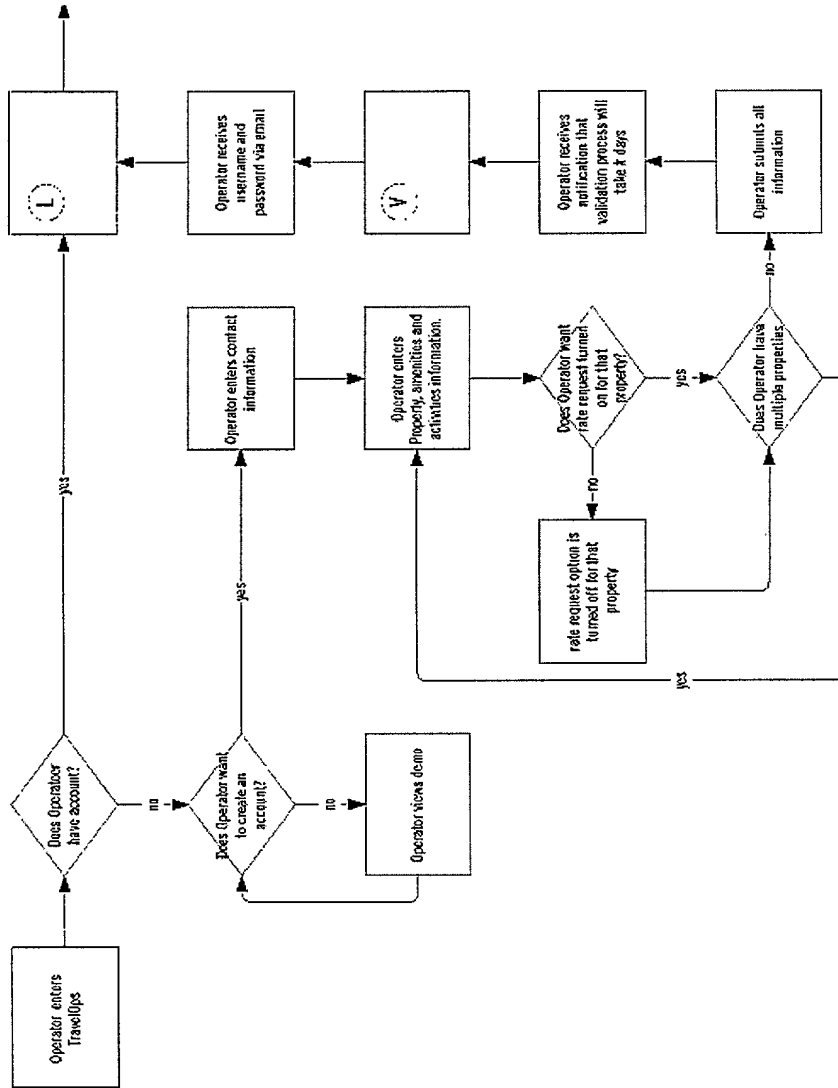 Operator enters
TravelOps
Does Operatoer
have account?
yes
L
no
Does Operator want
to create an
account?
yes
no
Operator views demo
Operator enters contact
information
Operator enters
Property, amenities and
activities information.
Does Operator want
rate request turned
on for that
property?
no
rate request option is
turned off for that
property
yes
Does Operator have
multiple properties
yes
no
Operator submits all
information
Operator receives
notification that
validation process will
take x days
V
Operator receives
username and
password via email